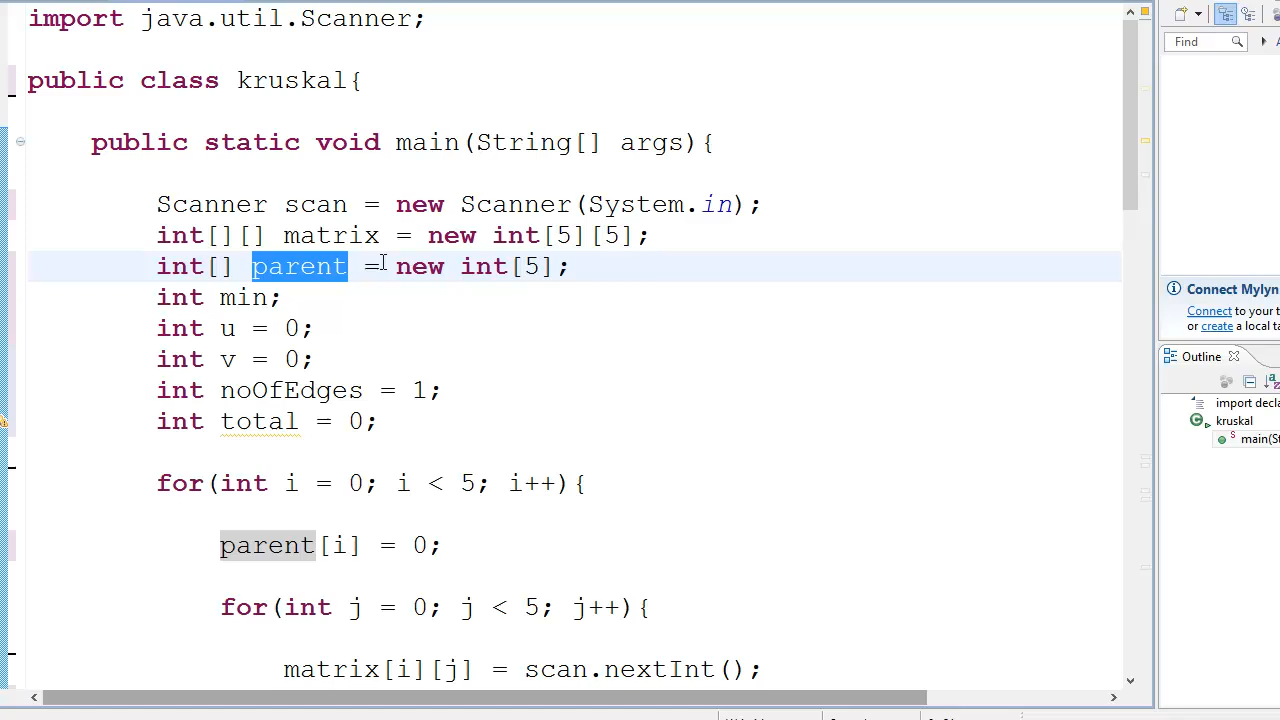 import java.util.Scanner;
public class kruskal{
public static void main(String[] args){
Scanner scan = new Scanner(System.in);
int[][] matrix = new int[5][5];
int[] parent = new int[5];
int min;
int u = 0;
int v = 0;
int noOfEdges = 1;
int total = 0;
for(int i = 0; i < 5; i++){
parent[i] = 0;
for(int j = 0; j < 5; j++){
matrix[i][j] = scan.nextInt();
Find
Connect Mylyn
Connect to your t
or create a local ta
Outline
import decla
kruskal
main(St